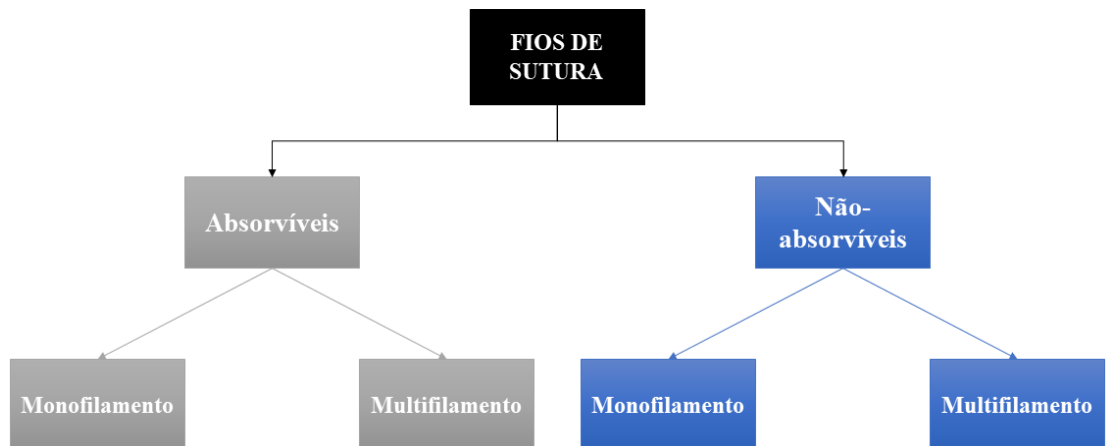 FIOS DE
SUTURA
Absorvíveis
Não-
absorvíveis
Monofilamento
Multifilamento
Monofilamento
Multifilamento